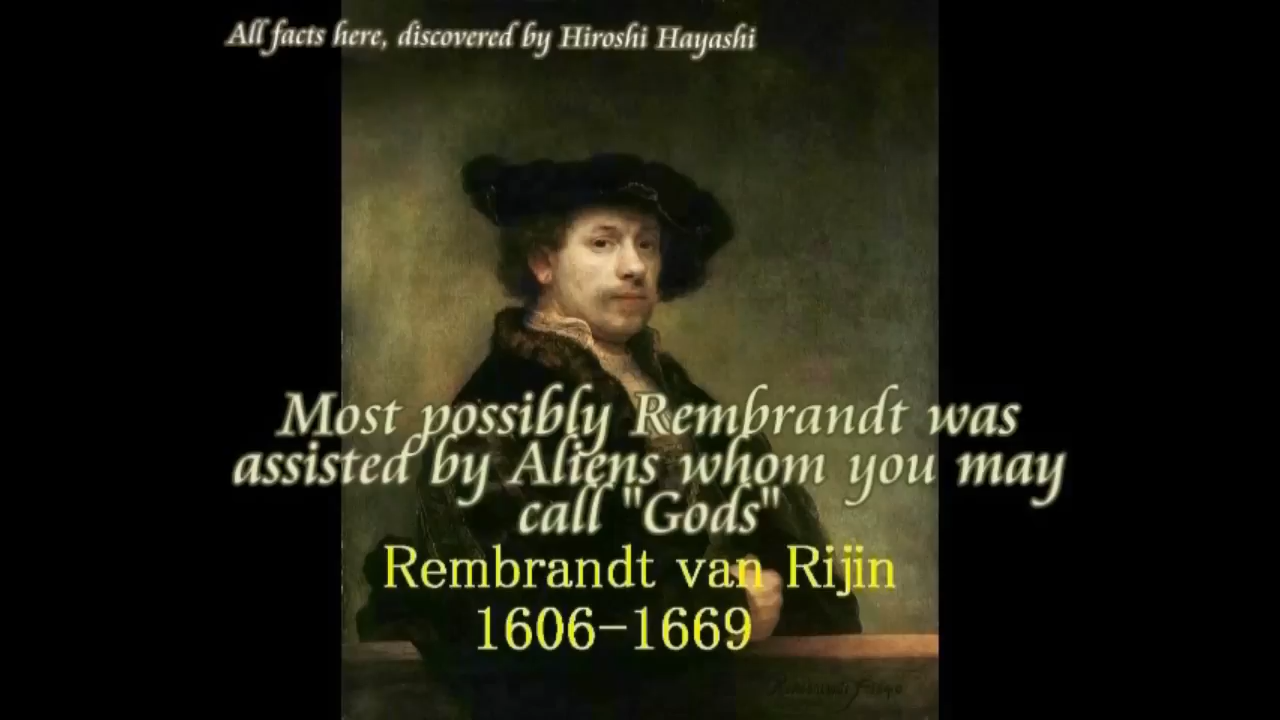 All facts here, discovered by Hiroshi Hayashi
Most possibly Rembrandt was
assisted by Aliens whom you may
call "Gods"
Rembrandt van Rijin
1606-1669